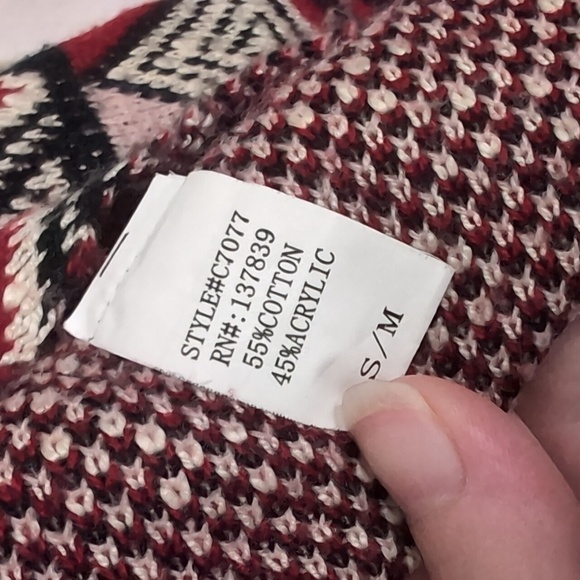 STYLE#C7077
RN#:137839
55%COTTON
45%ACRYLIC
S/M